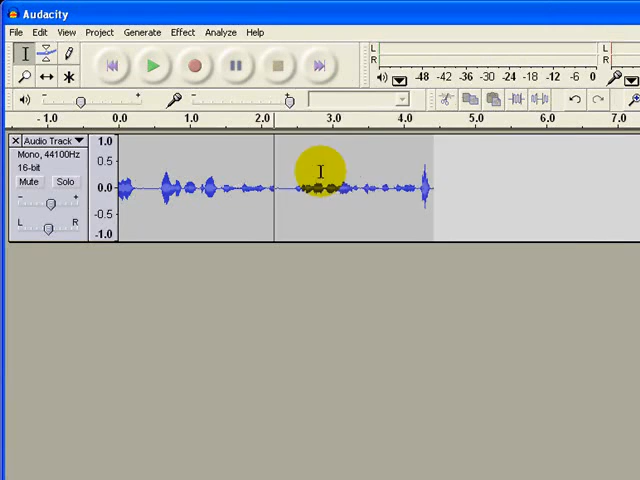 Audacity
File Edit View Project Generate Effect Analyze Help
L
R
-48 -42 -36 -30 -24 -18 -12 -6 0
L
R
- +
- +
- 1.0 0.0 1.0 2.0 3.0 4.0 5.0 6.0 7.0
Audio Track
Mono, 44100Hz
16-bit
Mute Solo
- +
L R
1.0
0.5
0.0
-0.5
-1.0